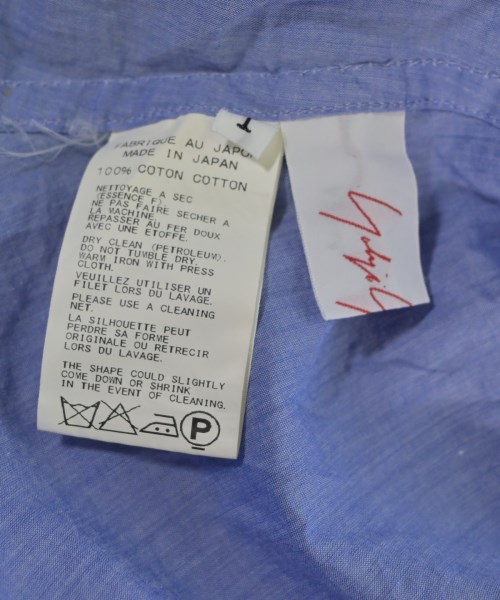 1
FABRIQUE AU JAPON
MADE IN JAPAN
100% COTON COTTON
NETTOYAGE A SEC
(ESSENCE F).
NE PAS FAIRE SECHER A
LA MACHINE.
REPASSER AU FER DOUX
AVEC UNE ETOFFE.
DRY CLEAN (PETROLEUM).
DO NOT TUMBLE DRY.
WARM IRON WITH PRESS
CLOTH.
VEUILLEZ UTILISER UN
FILET LORS DU LAVAGE.
PLEASE USE A CLEANING
NET.
LA SILHOUETTE PEUT
PERDRE SA FORME
ORIGINALE OU RETRECIR
LORS DU LAVAGE.
THE SHAPE COULD SLIGHTLY
COME DOWN OR SHRINK
IN THE EVENT OF CLEANING.
P